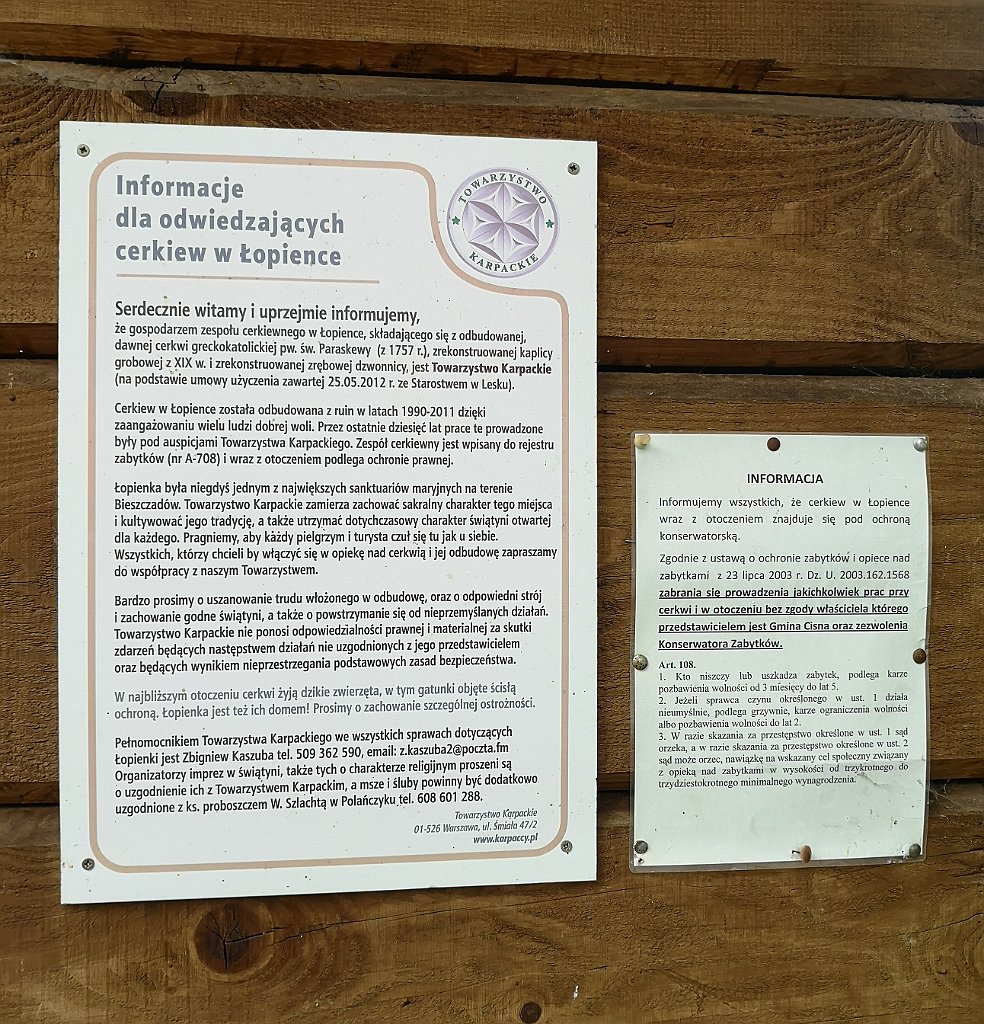 Informacje
dla odwiedzających
cerkiew w Łopience
TOWARZYSTWO
KARPACKIE
Serdecznie witamy i uprzejmie informujemy,
że gospodarzem zespołu cerkiewnego w Łopience, składającego się z odbudowanej,
dawnej cerkwi greckokatolickiej pw. św. Paraskewy (z 1757 r.), zrekonstruowanej kaplicy
grobowej z XIX w. i zrekonstruowanej zrębowej dzwonnicy, jest Towarzystwo Karpackie
(na podstawie umowy użyczenia zawartej 25.05.2012 r. ze Starostwem w Lesku).
Cerkiew w Łopience została odbudowana z ruin w latach 1990-2011 dzięki
zaangażowaniu wielu ludzi dobrej woli. Przez ostatnie dziesięć lat prace te prowadzone
były pod auspicjami Towarzystwa Karpackiego. Zespół cerkiewny jest wpisany do rejestru
zabytków (nr A-708) i wraz z otoczeniem podlega ochronie prawnej.
Łopienka była niegdyś jednym z największych sanktuariów maryjnych na terenie
Bieszczadów. Towarzystwo Karpackie zamierza zachować sakralny charakter tego miejsca
i kultywować jego tradycję, a także utrzymać dotychczasowy charakter świątyni otwartej
dla każdego. Pragniemy, aby każdy pielgrzym i turysta czuł się tu jak u siebie.
Wszystkich, którzy chcieli by włączyć się w opiekę nad cerkwią i jej odbudowę zapraszamy
do współpracy z naszym Towarzystwem.
Bardzo prosimy o uszanowanie trudu włożonego w odbudowę, oraz o odpowiedni strój
i zachowanie godne świątyni, a także o powstrzymanie się od nieprzemyślanych działań.
Towarzystwo Karpackie nie ponosi odpowiedzialności prawnej i materialnej za skutki
zdarzeń będących następstwem działań nie uzgodnionych z jego przedstawicielem
oraz będących wynikiem nieprzestrzegania podstawowych zasad bezpieczeństwa.
W najbliższym otoczeniu cerkwi żyją dzikie zwierzęta, w tym gatunki objęte ścisłą
ochroną. Łopienka jest też ich domem! Prosimy o zachowanie szczególnej ostrożności.
Pełnomocnikiem Towarzystwa Karpackiego we wszystkich sprawach dotyczących
Łopienki jest Zbigniew Kaszuba tel. 509 362 590, email: z.kaszuba2@poczta.fm
Organizatorzy imprez w świątyni, także tych o charakterze religijnym proszeni są
o uzgodnienie ich z Towarzystwem Karpackim, a msze i śluby powinny być dodatkowo
uzgodnione z ks. proboszczem W. Szlachtą w Polańczyku tel. 608 601 288.
Towarzystwo Karpackie
01-526 Warszawa, ul. Śmiała 47/2
www.karpaccy.pl
INFORMACJA
Informujemy wszystkich, że cerkiew w Łopience
wraz z otoczeniem znajduje się pod ochroną
konserwatorską.
Zgodnie z ustawą o ochronie zabytków i opiece nad
zabytkami z 23 lipca 2003 r. Dz. U. 2003.162.1568
zabrania się prowadzenia jakichkolwiek prac przy
cerkwi i w otoczeniu bez zgody właściciela którego
przedstawicielem jest Gmina Cisna oraz zezwolenia
Konserwatora Zabytków.
Art. 108.
1. Kto niszczy lub uszkadza zabytek, podlega karze
pozbawienia wolności od 3 miesięcy do lat 5.
2. Jeżeli sprawca czynu określonego w ust. 1 działa
nieumyślnie, podlega grzywnie, karze ograniczenia wolności
albo pozbawienia wolności do lat 2.
3. W razie skazania za przestępstwo określone w ust. 1 sąd
orzeka, a w razie skazania za przestępstwo określone w ust. 2
sąd może orzec, nawiązkę na wskazany cel społeczny związany
z opieką nad zabytkami w wysokości od trzykrotnego do
trzydziestokrotnego minimalnego wynagrodzenia.